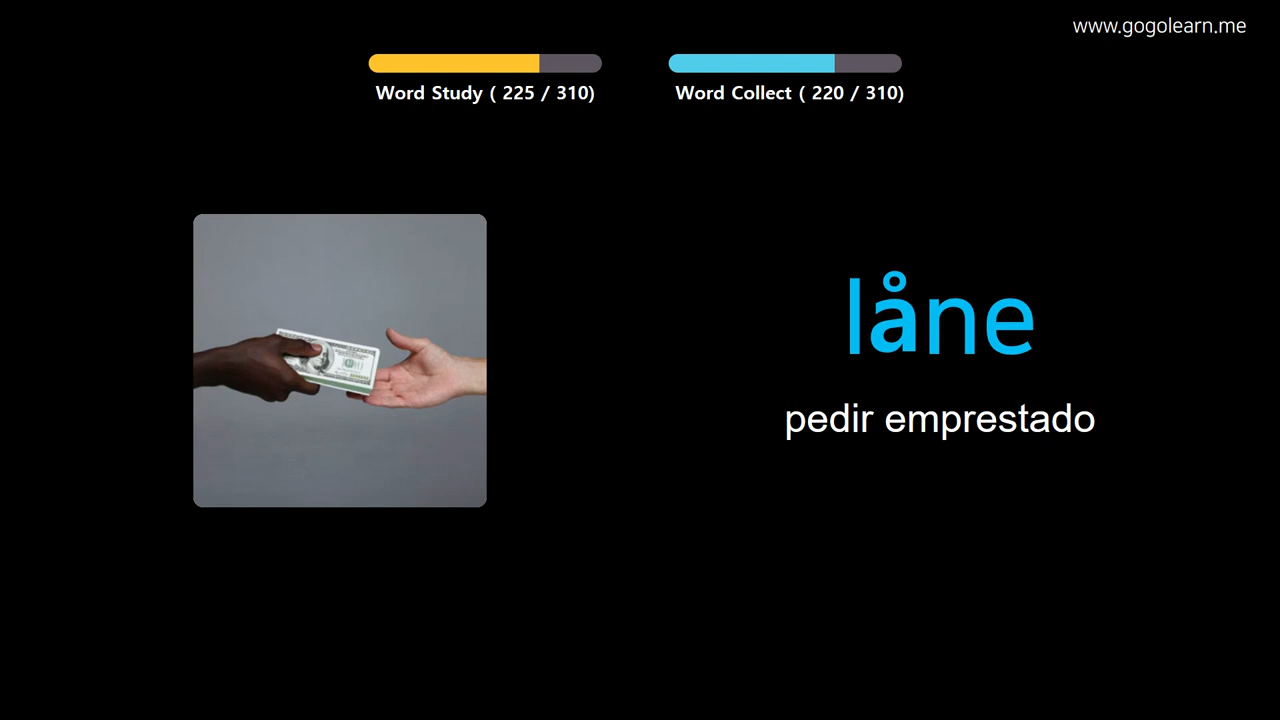 www.gogolearn.me
Word Study ( 225 / 310)
Word Collect ( 220 / 310)
låne
pedir emprestado